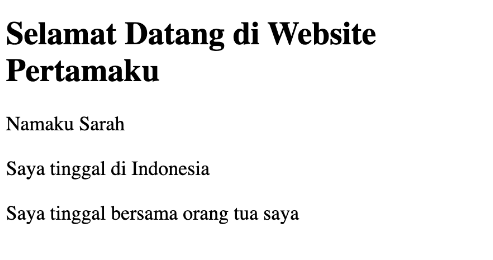 Selamat Datang di Website
Pertamaku
Namaku Sarah
Saya tinggal di Indonesia
Saya tinggal bersama orang tua saya